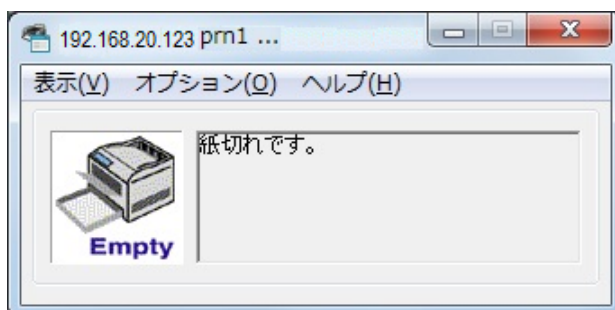 192.168.20.123 prn1 ...
表示(V) オプション(O) ヘルプ(H)
紙切れです。
Empty